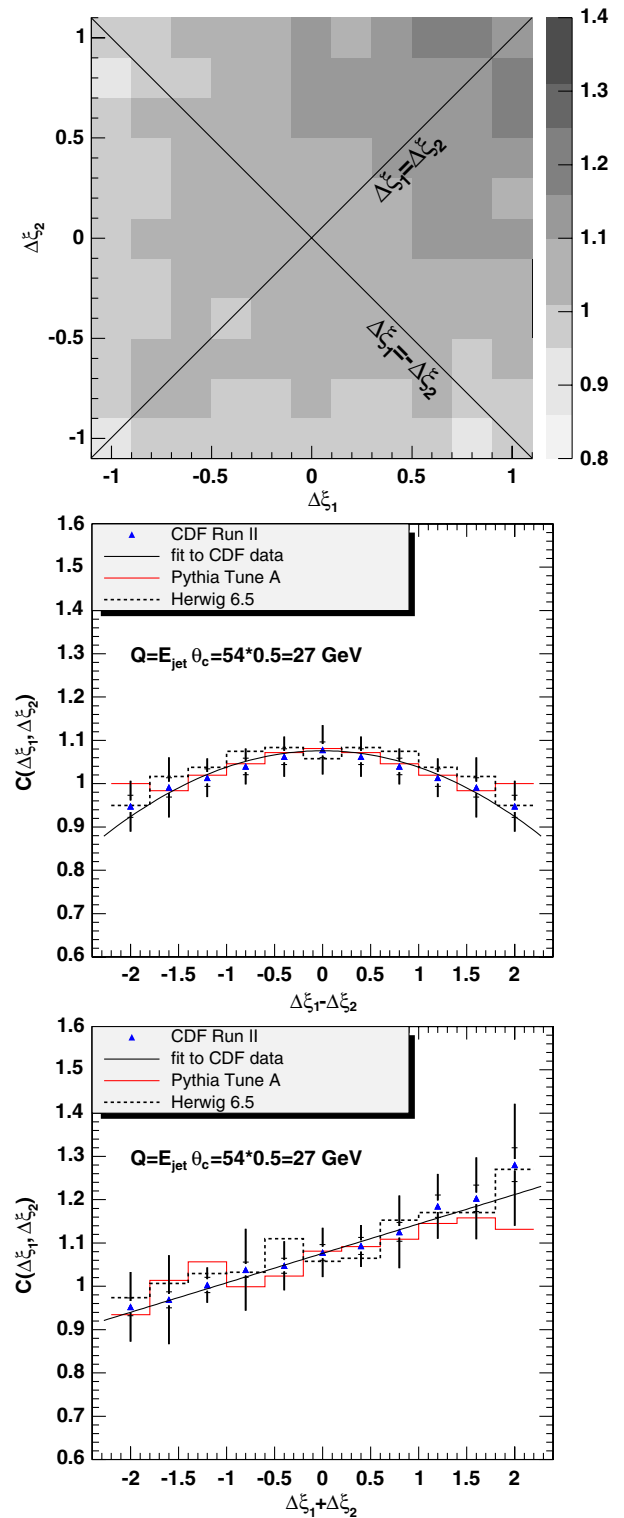 1
0.5
0
-0.5
-1
Δξ₂
Δξ₁=Δξ₂
Δξ₁=-Δξ₂
1.4
1.3
1.2
1.1
1
0.9
0.8
-1 -0.5 0 0.5 1
Δξ₁
1.6
1.5
1.4
1.3
1.2
1.1
1
0.9
0.8
0.7
0.6
C(Δξ₁,Δξ₂)
CDF Run II
fit to CDF data
Pythia Tune A
Herwig 6.5
Q=E_jet θ_c=54*0.5=27 GeV
-2 -1.5 -1 -0.5 0 0.5 1 1.5 2
Δξ₁-Δξ₂
1.6
1.5
1.4
1.3
1.2
1.1
1
0.9
0.8
0.7
0.6
C(Δξ₁,Δξ₂)
CDF Run II
fit to CDF data
Pythia Tune A
Herwig 6.5
Q=E_jet θ_c=54*0.5=27 GeV
-2 -1.5 -1 -0.5 0 0.5 1 1.5 2
Δξ₁+Δξ₂